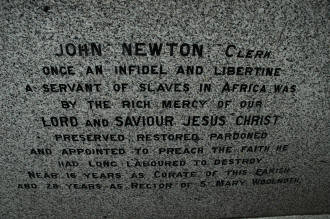 JOHN NEWTON, CLERK
ONCE AN INFIDEL AND LIBERTINE
A SERVANT OF SLAVES IN AFRICA WAS
BY THE RICH MERCY OF OUR
LORD AND SAVIOUR JESUS CHRIST
PRESERVED, RESTORED, PARDONED
AND APPOINTED TO PREACH THE FAITH HE
HAD LONG LABOURED TO DESTROY.
NEAR 16 YEARS AS CURATE OF THIS PARISH
AND 28 YEARS AS RECTOR OF ST MARY WOOLNOTH.